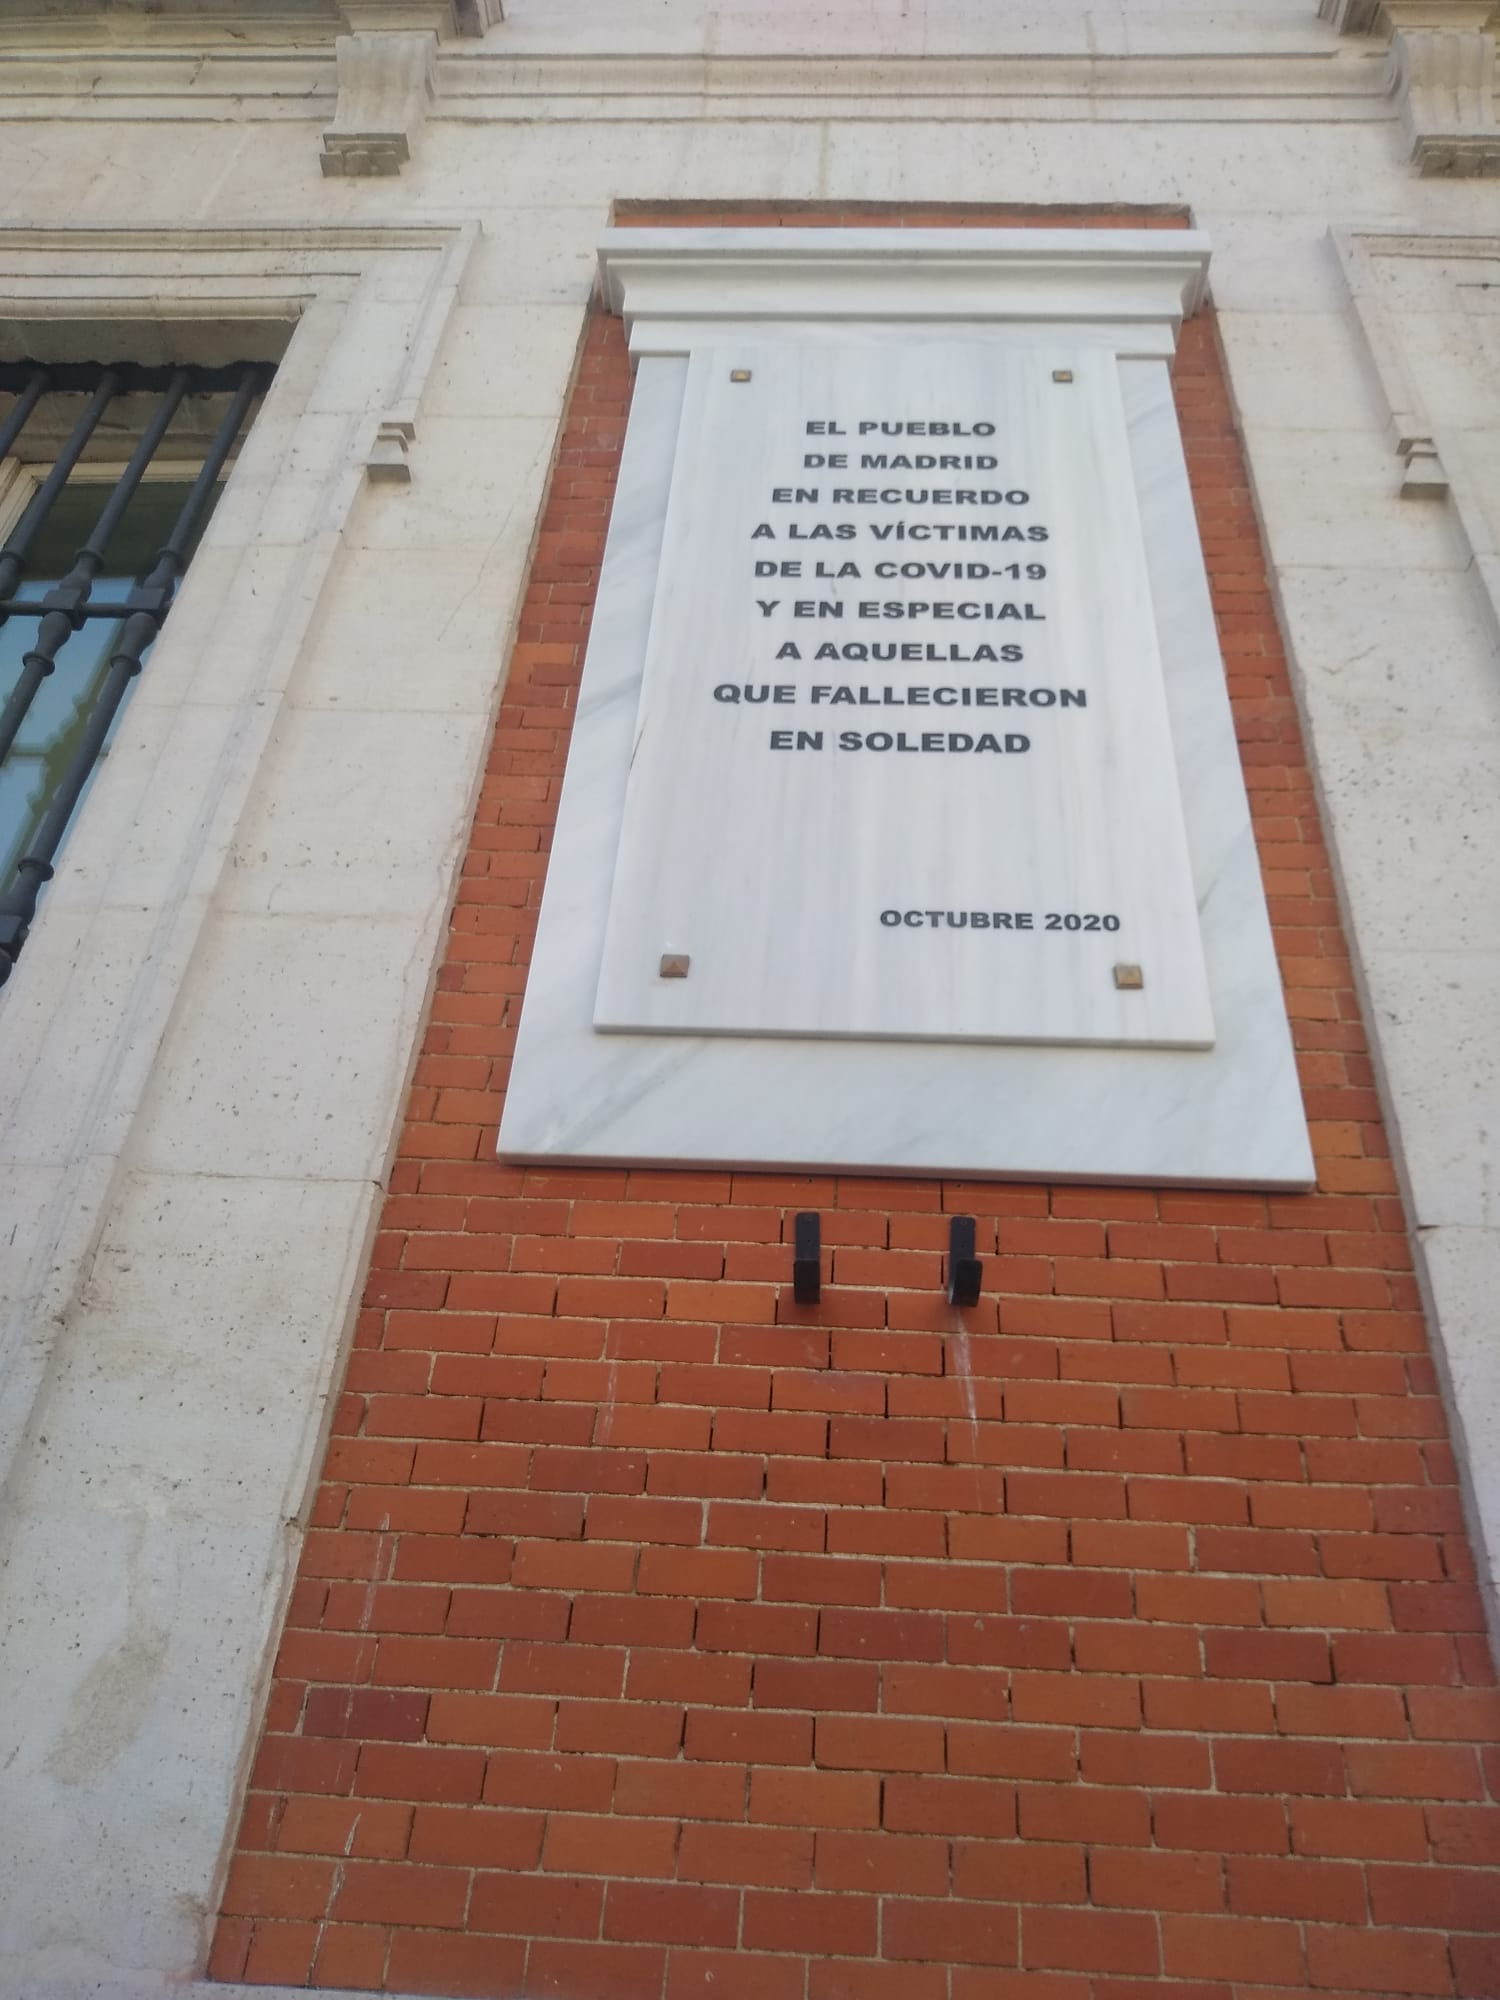 EL PUEBLO
DE MADRID
EN RECUERDO
A LAS VÍCTIMAS
DE LA COVID-19
Y EN ESPECIAL
A AQUELLAS
QUE FALLECIERON
EN SOLEDAD
OCTUBRE 2020